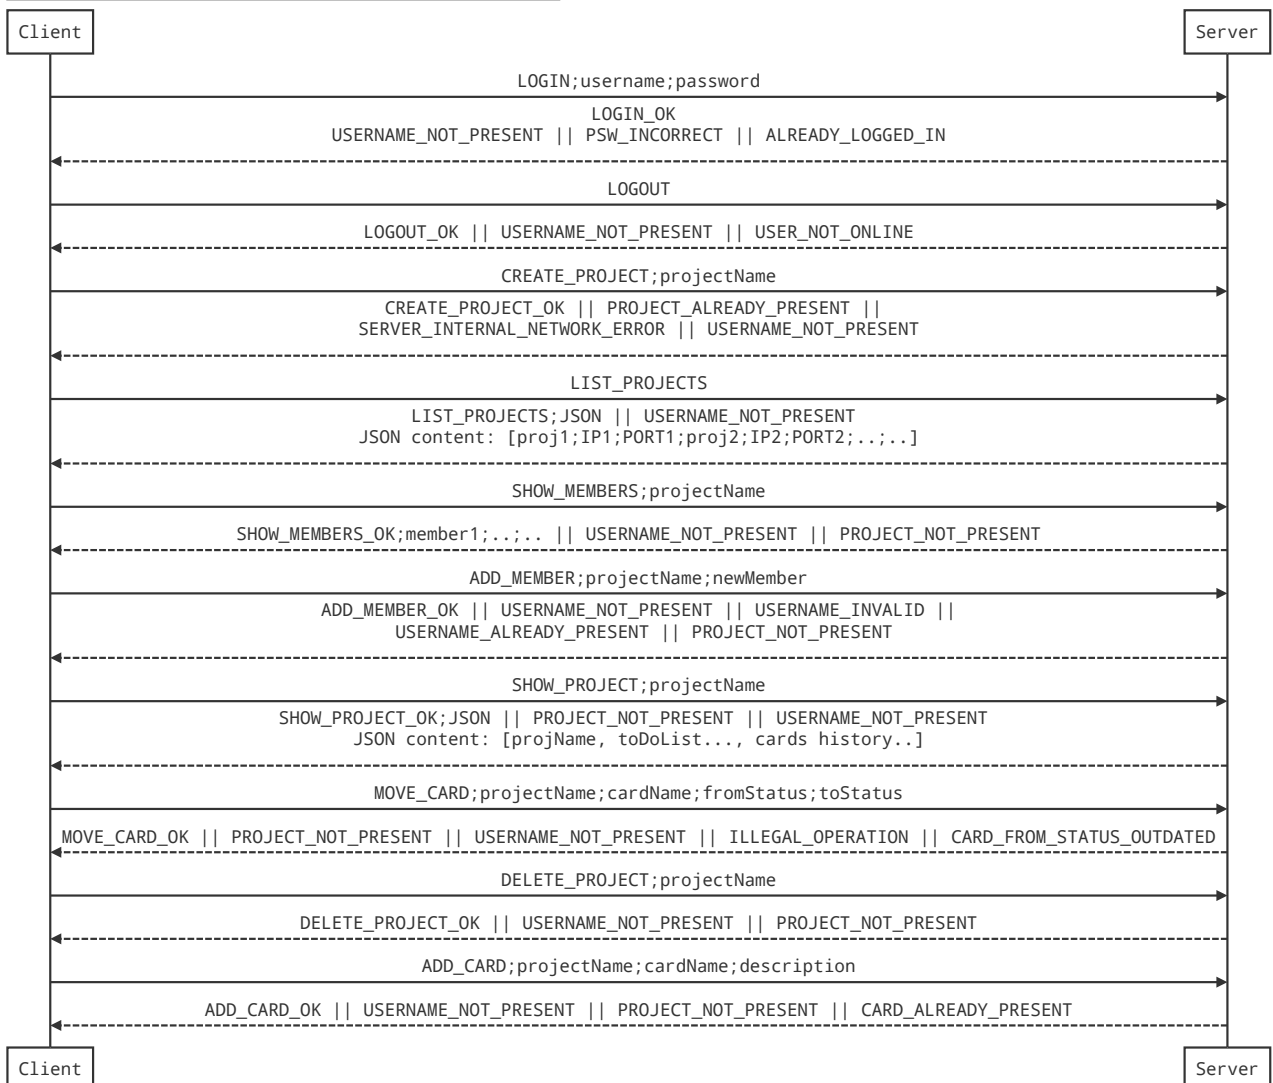 Client
Server
LOGIN;username;password
LOGIN_OK
USERNAME_NOT_PRESENT || PSW_INCORRECT || ALREADY_LOGGED_IN
LOGOUT
LOGOUT_OK || USERNAME_NOT_PRESENT || USER_NOT_ONLINE
CREATE_PROJECT;projectName
CREATE_PROJECT_OK || PROJECT_ALREADY_PRESENT ||
SERVER_INTERNAL_NETWORK_ERROR || USERNAME_NOT_PRESENT
LIST_PROJECTS
LIST_PROJECTS;JSON || USERNAME_NOT_PRESENT
JSON content: [proj1;IP1;PORT1;proj2;IP2;PORT2;..;..]
SHOW_MEMBERS;projectName
SHOW_MEMBERS_OK;member1;..;.. || USERNAME_NOT_PRESENT || PROJECT_NOT_PRESENT
ADD_MEMBER;projectName;newMember
ADD_MEMBER_OK || USERNAME_NOT_PRESENT || USERNAME_INVALID ||
USERNAME_ALREADY_PRESENT || PROJECT_NOT_PRESENT
SHOW_PROJECT;projectName
SHOW_PROJECT_OK;JSON || PROJECT_NOT_PRESENT || USERNAME_NOT_PRESENT
JSON content: [projName, toDoList..., cards history..]
MOVE_CARD;projectName;cardName;fromStatus;toStatus
MOVE_CARD_OK || PROJECT_NOT_PRESENT || USERNAME_NOT_PRESENT || ILLEGAL_OPERATION || CARD_FROM_STATUS_OUTDATED
DELETE_PROJECT;projectName
DELETE_PROJECT_OK || USERNAME_NOT_PRESENT || PROJECT_NOT_PRESENT
ADD_CARD;projectName;cardName;description
ADD_CARD_OK || USERNAME_NOT_PRESENT || PROJECT_NOT_PRESENT || CARD_ALREADY_PRESENT
Client
Server